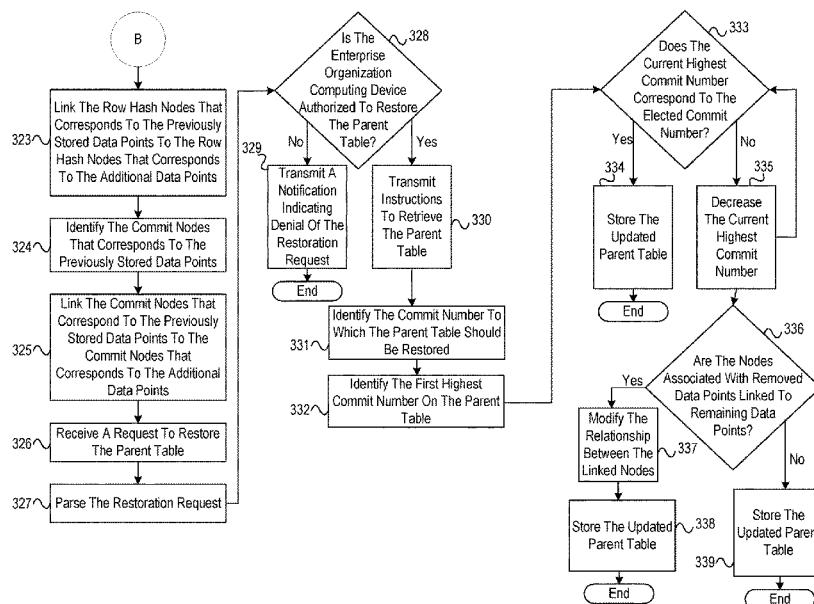 B
323
Link The Row Hash Nodes That
Corresponds To The Previously
Stored Data Points To The Row
Hash Nodes That Corresponds
To The Additional Data Points
324
Identify The Commit Nodes
That Corresponds To The
Previously Stored Data Points
325
Link The Commit Nodes That
Correspond To The Previously
Stored Data Points To The
Commit Nodes That
Corresponds To The Additional
Data Points
326
Receive A Request To Restore
The Parent Table
327
Parse The Restoration Request
328
Is The
Enterprise
Organization
Computing Device
Authorized To Restore
The Parent
Table?
No
Yes
329
Transmit A
Notification
Indicating
Denial Of The
Restoration
Request
End
Transmit
Instructions
To Retrieve
The Parent
Table
330
331
Identify The Commit Number To
Which The Parent Table Should
Be Restored
332
Identify The First Highest
Commit Number On The Parent
Table
333
Does The
Current Highest
Commit Number
Correspond To The
Elected Commit
Number?
Yes
No
334
Store The
Updated
Parent Table
End
335
Decrease
The Current
Highest
Commit
Number
336
Are The Nodes
Associated With Removed
Data Points Linked To
Remaining Data
Points?
Yes
No
Modify The
Relationship
Between The
Linked Nodes
337
Store The Updated
Parent Table
338
End
Store The
Updated Parent
Table
339
End